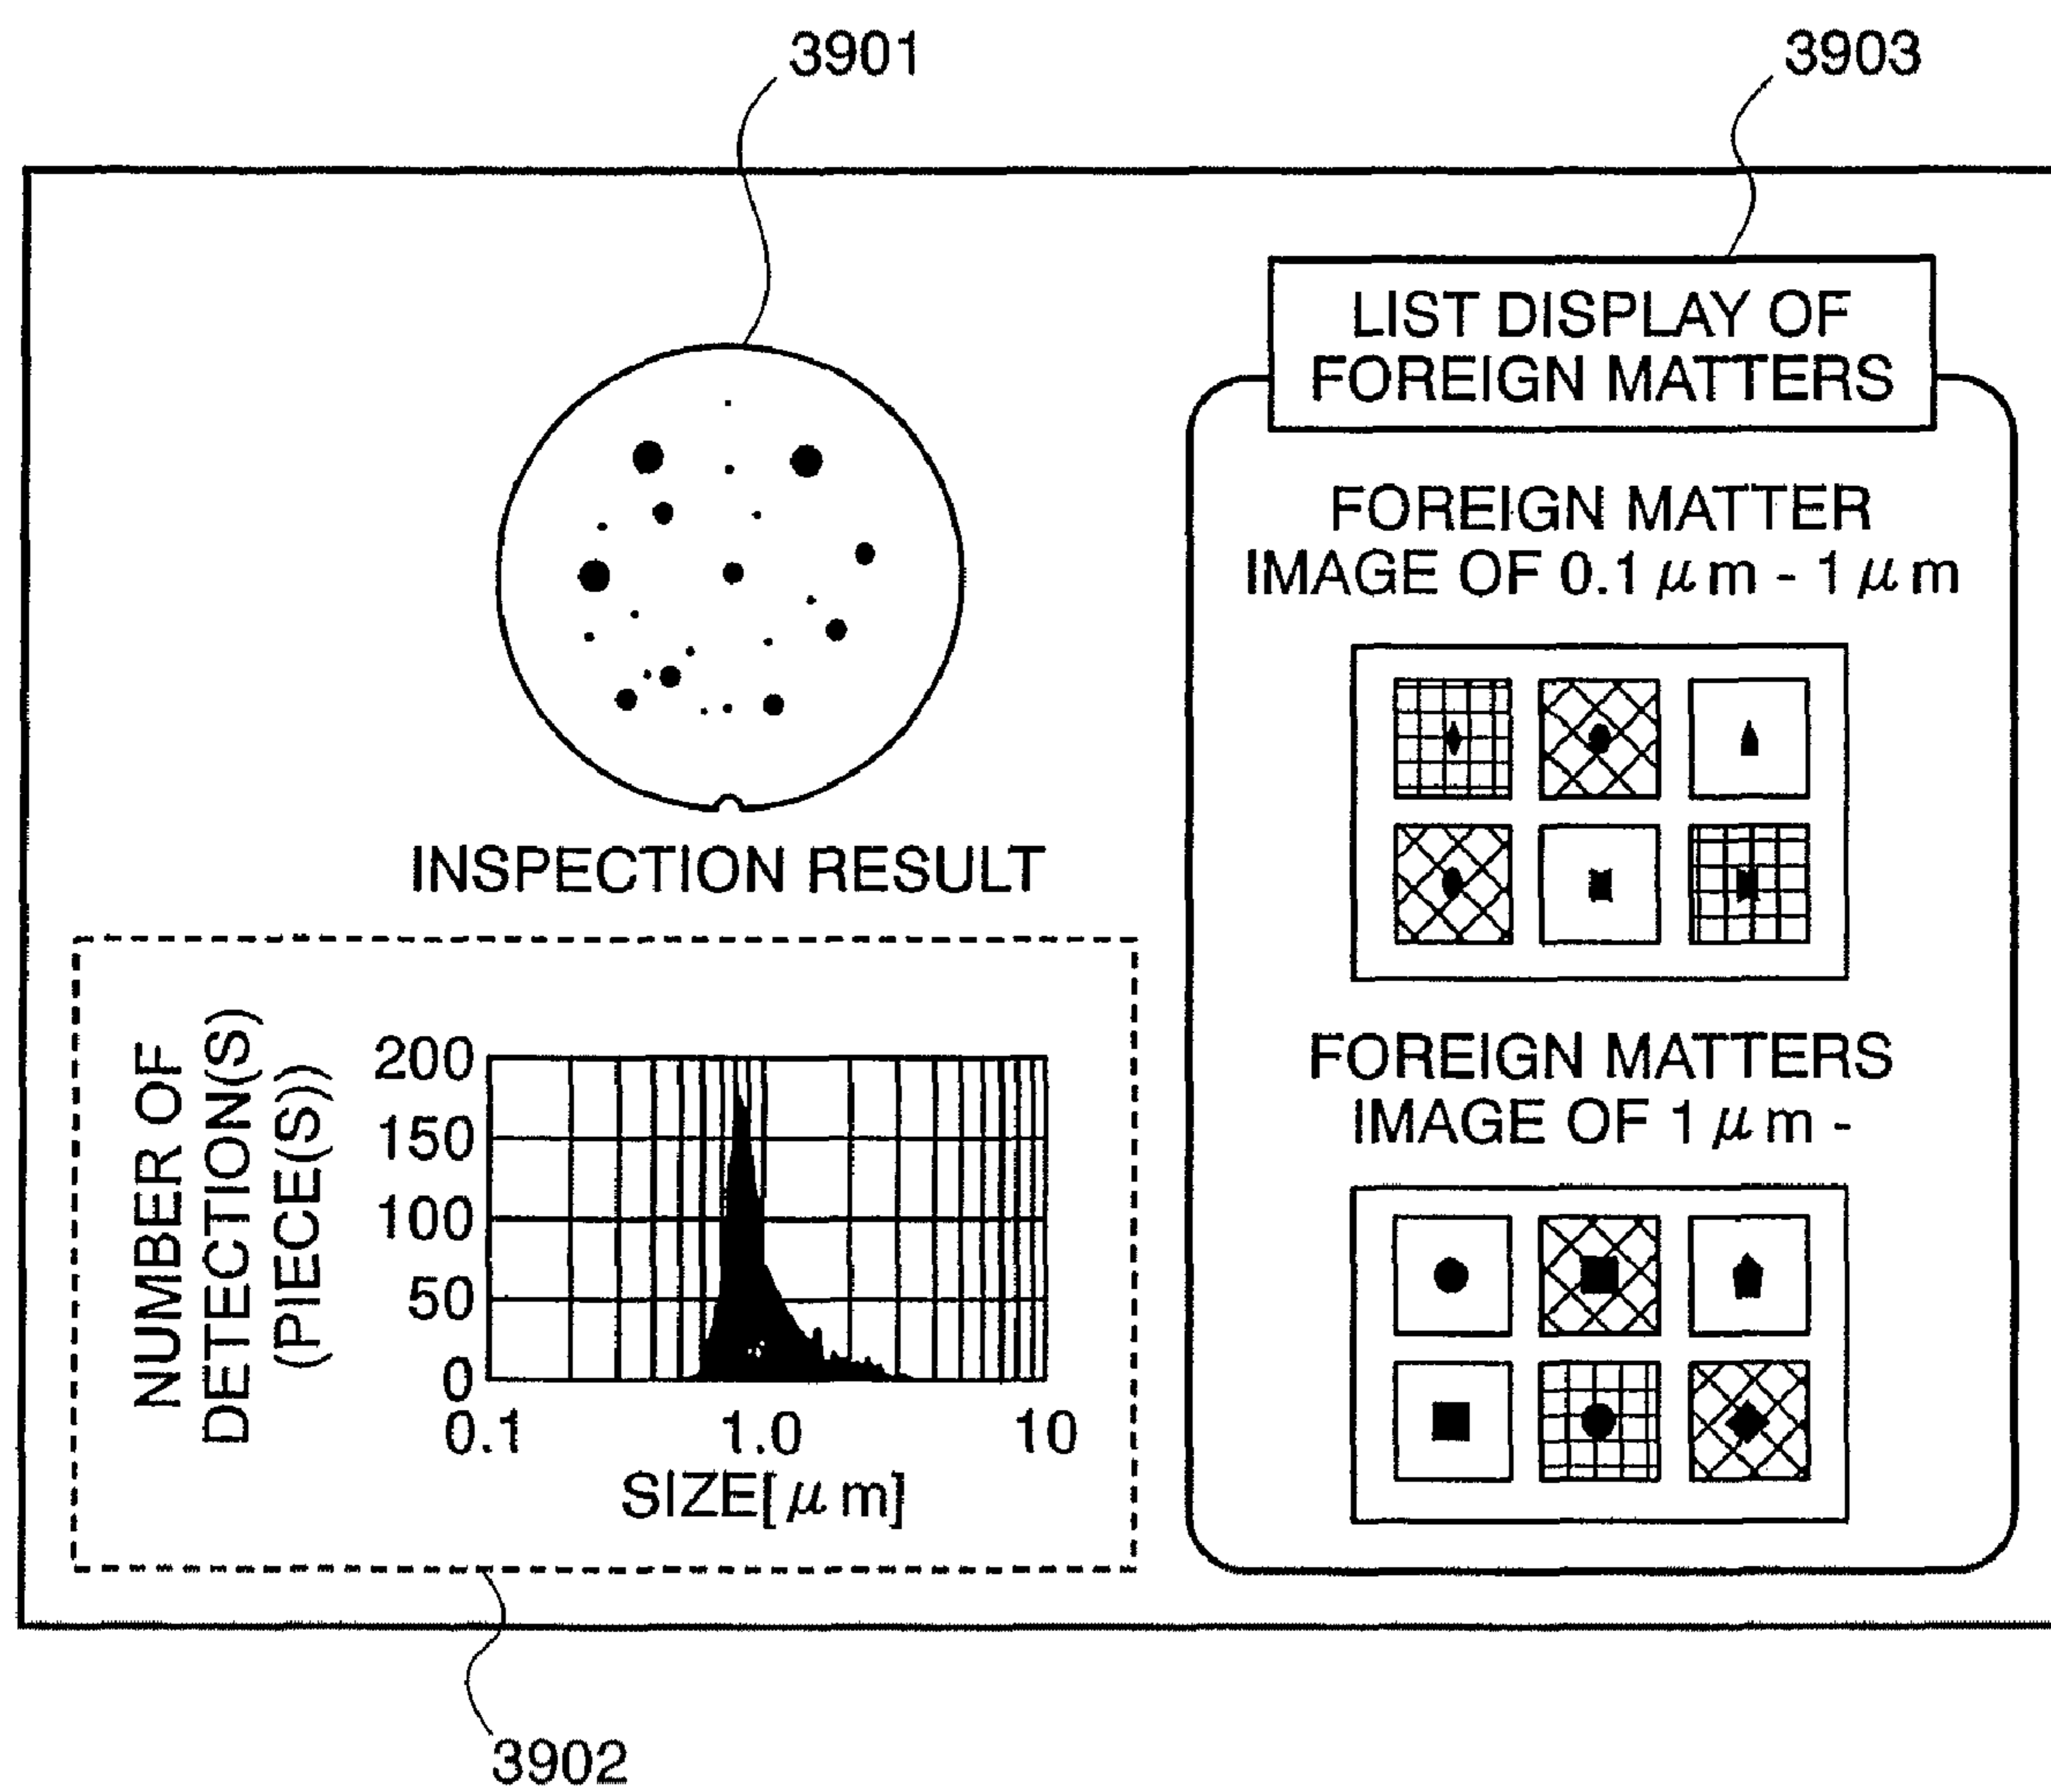 3901
3903
LIST DISPLAY OF
FOREIGN MATTERS
FOREIGN MATTER
IMAGE OF 0.1 μm - 1 μm
INSPECTION RESULT
NUMBER OF
DETECTION(S)
(PIECE(S))
200
150
100
50
0
0.1 1.0 10
SIZE[μm]
FOREIGN MATTERS
IMAGE OF 1 μm -
3902